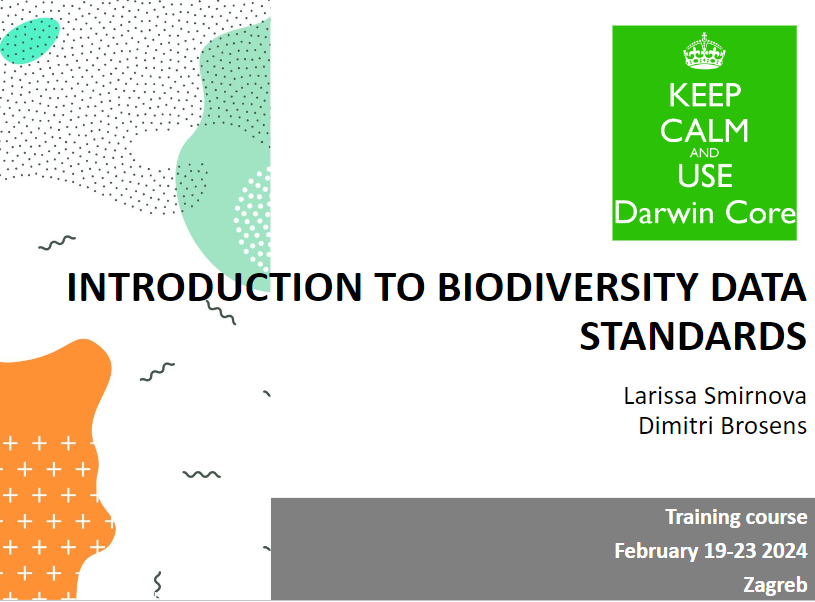 KEEP
CALM
AND
USE
Darwin Core
INTRODUCTION TO BIODIVERSITY DATA
STANDARDS
Larissa Smirnova
Dimitri Brosens
Training course
February 19-23 2024
Zagreb